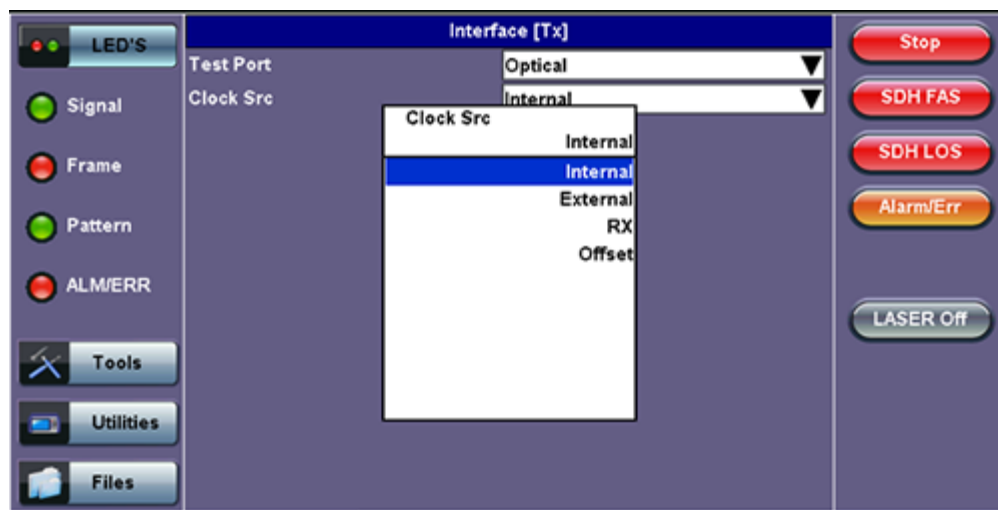 LED'S
Signal
Frame
Pattern
ALM/ERR
Tools
Utilities
Files
Interface [Tx]
Test Port
Optical
Clock Src
Internal
Clock Src
Internal
Internal
External
RX
Offset
Stop
SDH FAS
SDH LOS
Alarm/Err
LASER Off